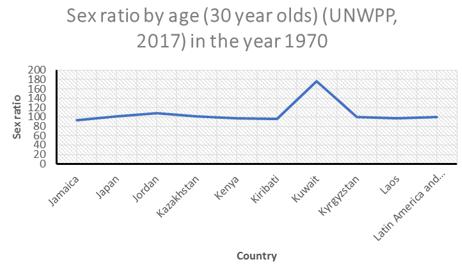 Sex ratio by age (30 year olds) (UNWPP,
2017) in the year 1970
200
180
160
140
120
100
80
60
40
20
0
Sex ratio
Jamaica
Japan
Jordan
Kazakhstan
Kenya
Kiribati
Kuwait
Kyrgyzstan
Laos
Latin America and...
Country